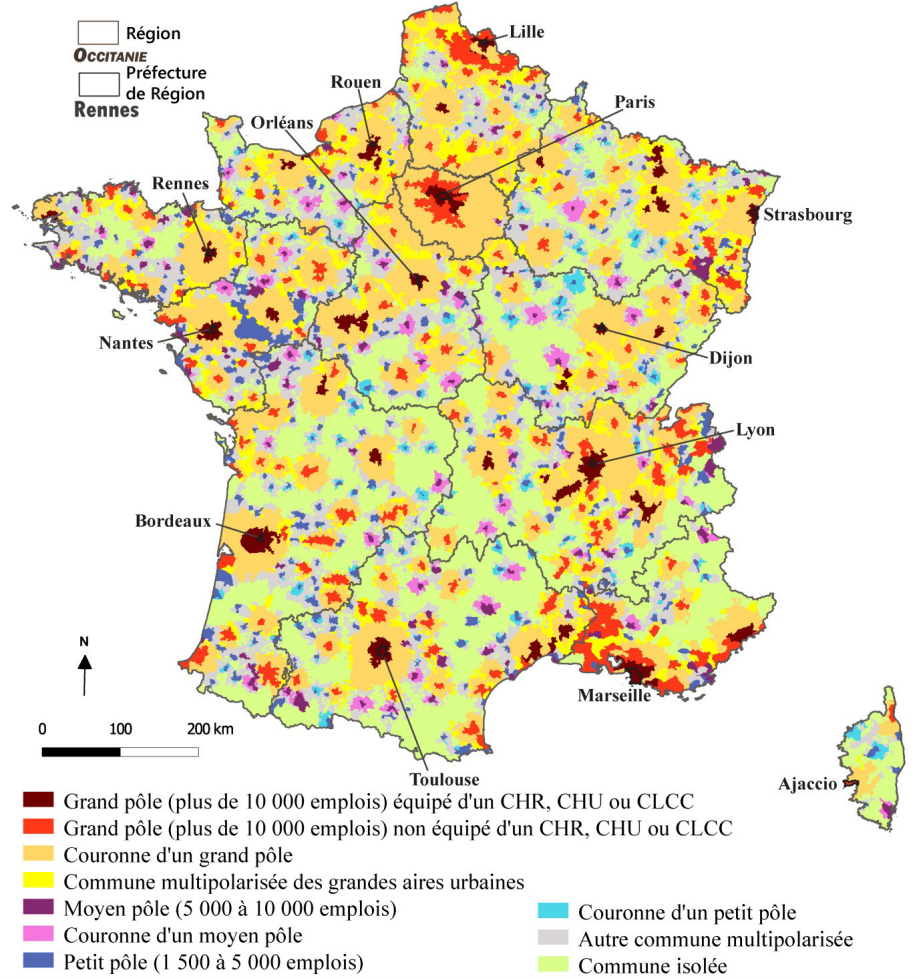 Région
OCCITANIE
Préfecture
de Région
Rennes
Lille
Rouen
Paris
Orléans
Rennes
Strasbourg
Nantes
Dijon
Lyon
Bordeaux
N
0 100 200 km
Marseille
Toulouse
Ajaccio
Grand pôle (plus de 10 000 emplois) équipé d'un CHR, CHU ou CLCC
Grand pôle (plus de 10 000 emplois) non équipé d'un CHR, CHU ou CLCC
Couronne d'un grand pôle
Commune multipolarisée des grandes aires urbaines
Moyen pôle (5 000 à 10 000 emplois)
Couronne d'un moyen pôle
Petit pôle (1 500 à 5 000 emplois)
Couronne d'un petit pôle
Autre commune multipolarisée
Commune isolée